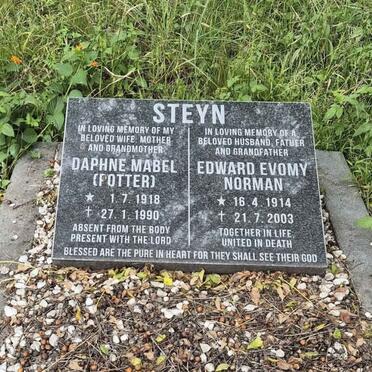 STEYN
IN LOVING MEMORY OF MY
BELOVED WIFE, MOTHER
AND GRANDMOTHER
DAPHNE MABEL
(POTTER)
★ 1.7.1918
✝ 27.1.1990
ABSENT FROM THE BODY
PRESENT WITH THE LORD
IN LOVING MEMORY OF A
BELOVED HUSBAND, FATHER
AND GRANDFATHER
EDWARD EVOMY
NORMAN
★ 16.4.1914
✝ 21.7.2003
TOGETHER IN LIFE
UNITED IN DEATH
BLESSED ARE THE PURE IN HEART FOR THEY SHALL SEE THEIR GOD